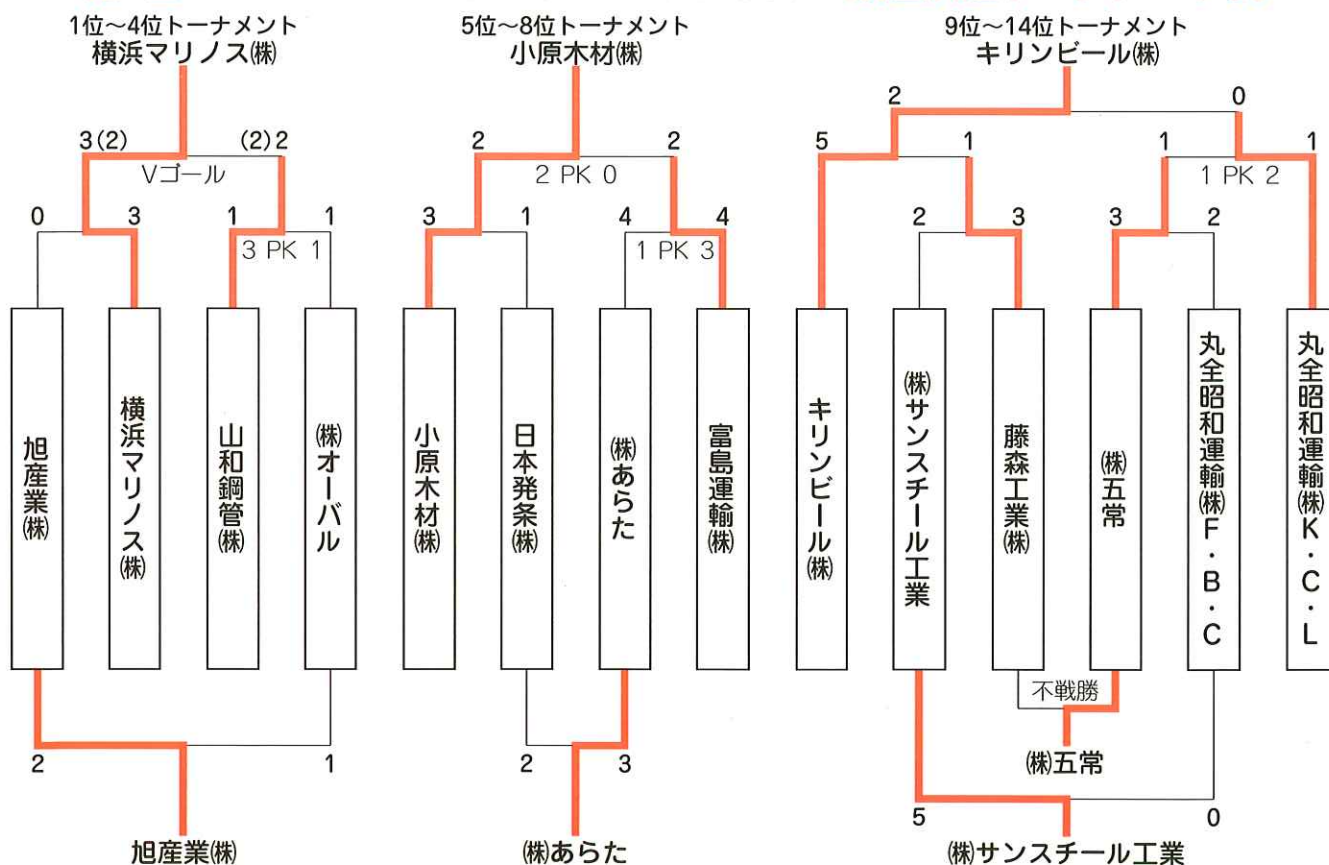 1位～4位トーナメント
横浜マリノス㈱
3(2)
(2)2
Vゴール
0
3
1
1
3 PK 1
旭産業㈱
横浜マリノス㈱
山和鋼管㈱
㈱オーバル
2
1
旭産業㈱
5位～8位トーナメント
小原木材㈱
2
2
2 PK 0
3
1
4
4
1 PK 3
小原木材㈱
日本発条㈱
㈱あらた
富島運輸㈱
2
3
㈱あらた
9位～14位トーナメント
キリンビール㈱
2
0
5
1
1
1
1 PK 2
2
3
3
2
キリンビール㈱
㈱サンスチール工業
藤森工業㈱
㈱五常
丸全昭和運輸㈱F・B・C
丸全昭和運輸㈱K・C・L
不戦勝
㈱五常
5
0
㈱サンスチール工業